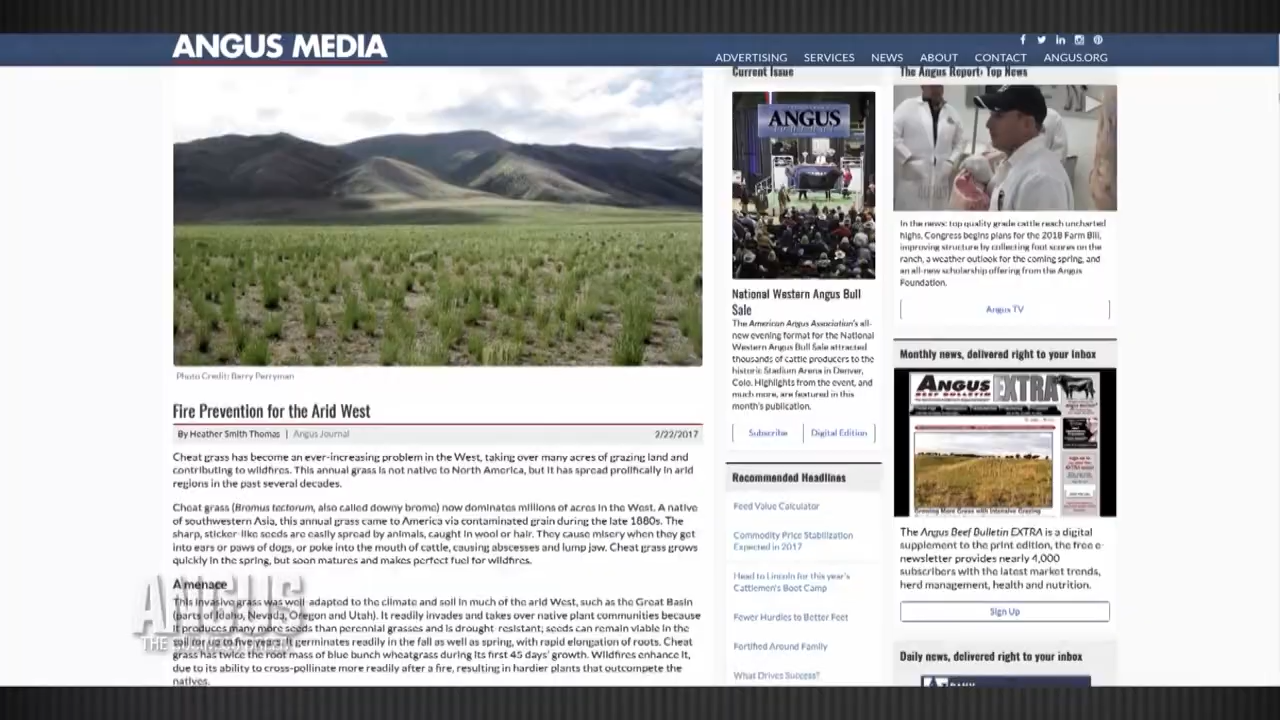 ANGUS MEDIA
ADVERTISING SERVICES NEWS ABOUT CONTACT ANGUS.ORG
Photo Credit: Barry Perryman
Fire Prevention for the Arid West
By Heather Smith Thomas | Angus Journal 2/22/2017
Cheat grass has become an ever-increasing problem in the West, taking over many acres of grazing land and
contributing to wildfires. This annual grass is not native to North America, but it has spread prolifically in arid
regions in the past several decades.
Cheat grass (Bromus tectorum, also called downy brome) now dominates millions of acres in the West. A native
of southwestern Asia, this annual grass came to America via contaminated grain during the late 1880s. The
sharp, sticker-like seeds are easily spread by animals, caught in wool or hair. They cause misery when they get
into ears or paws of dogs, or poke into the mouth of cattle, causing abscesses and lump jaw. Cheat grass grows
quickly in the spring, but soon matures and makes perfect fuel for wildfires.
A menace
This invasive grass was well-adapted to the climate and soil in much of the arid West, such as the Great Basin
(parts of Idaho, Nevada, Oregon and Utah). It readily invades and takes over native plant communities because
it produces many more seeds than perennial grasses and is drought-resistant; seeds can remain viable in the
soil for up to five years. It germinates readily in the fall as well as spring, with rapid elongation of roots. Cheat
grass has twice the root mass of blue bunch wheatgrass during its first 45 days' growth. Wildfires enhance it,
due to its ability to cross-pollinate more readily after a fire, resulting in hardier plants that outcompete the
natives.
ANGUS
THE
Current Issue
ANGUS
National Western Angus Bull
Sale
The American Angus Association's all-
new evening format for the National
Western Angus Bull Sale attracted
thousands of cattle producers to the
historic Stadium Arena in Denver,
Colo. Highlights from the event, and
much more, are featured in this
month's publication.
Subscribe Digital Edition
Recommended Headlines
Feed Value Calculator
Commodity Price Stabilization
Expected in 2017
Head to Lincoln for this year's
Cattlemen's Boot Camp
Fewer Hurdles to Better Feet
Fortified Around Family
What Drives Success?
The Angus Report: Top News
In the news: top quality grade cattle reach uncharted
highs, Congress begins plans for the 2018 Farm Bill,
improving structure by collecting foot scores on the
ranch, a weather outlook for the coming spring, and
an all-new scholarship offering from the Angus
Foundation.
Angus TV
Monthly news, delivered right to your inbox
ANGUS EXTRA
BEEF BULLETIN
Growing More Grass with Intensive Grazing
The Angus Beef Bulletin EXTRA is a digital
supplement to the print edition, the free e-
newsletter provides nearly 4,000
subscribers with the latest market trends,
herd management, health and nutrition.
Sign Up
Daily news, delivered right to your inbox